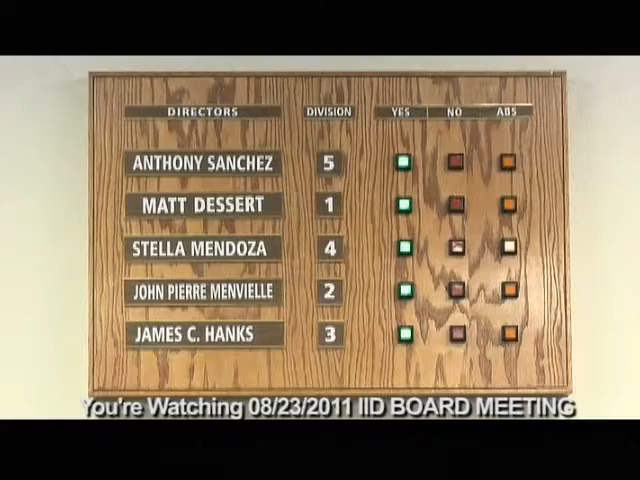 DIRECTORS DIVISION YES NO ABS
ANTHONY SANCHEZ 5
MATT DESSERT 1
STELLA MENDOZA 4
JOHN PIERRE MENVIELLE 2
JAMES C. HANKS 3
You're Watching 08/23/2011 IID BOARD MEETING